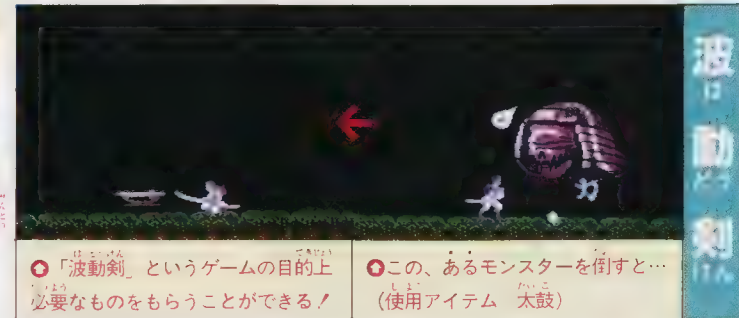 波動剣
⬆この、あるモンスターを倒すと…
(使用アイテム 太鼓)
⬆「波動剣」というゲームの目的上
必要なものをもらうことができる！